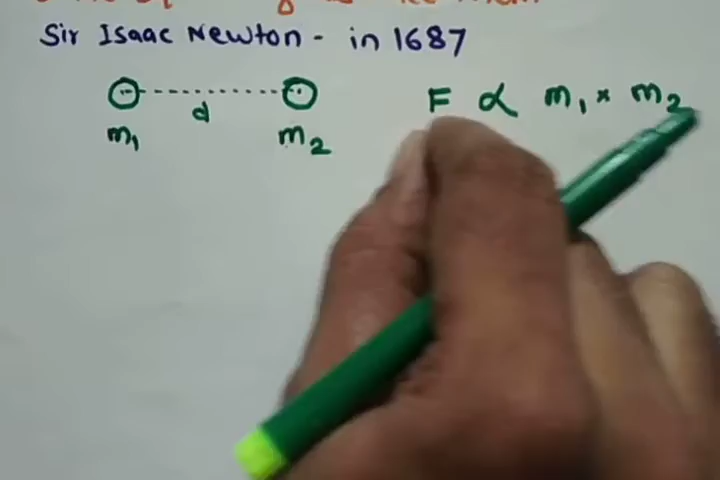 Sir Isaac Newton - in 1687
d
m₁ m₂
F ∝ m₁ × m₂